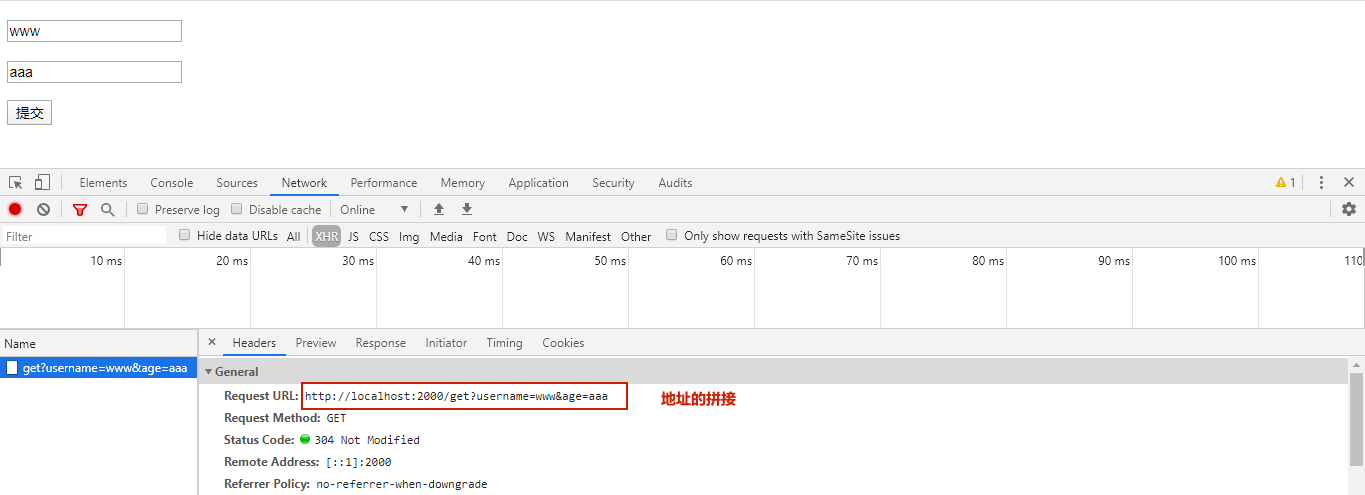 www
aaa
提交
Elements Console Sources Network Performance Memory Application Security Audits 1
Preserve log Disable cache Online
Filter Hide data URLs All XHR JS CSS Img Media Font Doc WS Manifest Other Only show requests with SameSite issues
10 ms 20 ms 30 ms 40 ms 50 ms 60 ms 70 ms 80 ms 90 ms 100 ms 110
Name × Headers Preview Response Initiator Timing Cookies
get?username=www&age=aaa General
Request URL: http://localhost:2000/get?username=www&age=aaa 地址的拼接
Request Method: GET
Status Code: 304 Not Modified
Remote Address: [::1]:2000
Referrer Policy: no-referrer-when-downgrade